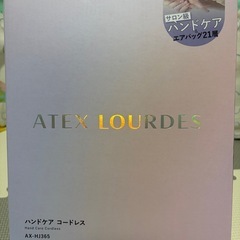 サロン級
ハンドケア
エアバッグ21層
ATEX LOURDES
ハンドケア コードレス
Hand Care Cordless
AX-HJ365